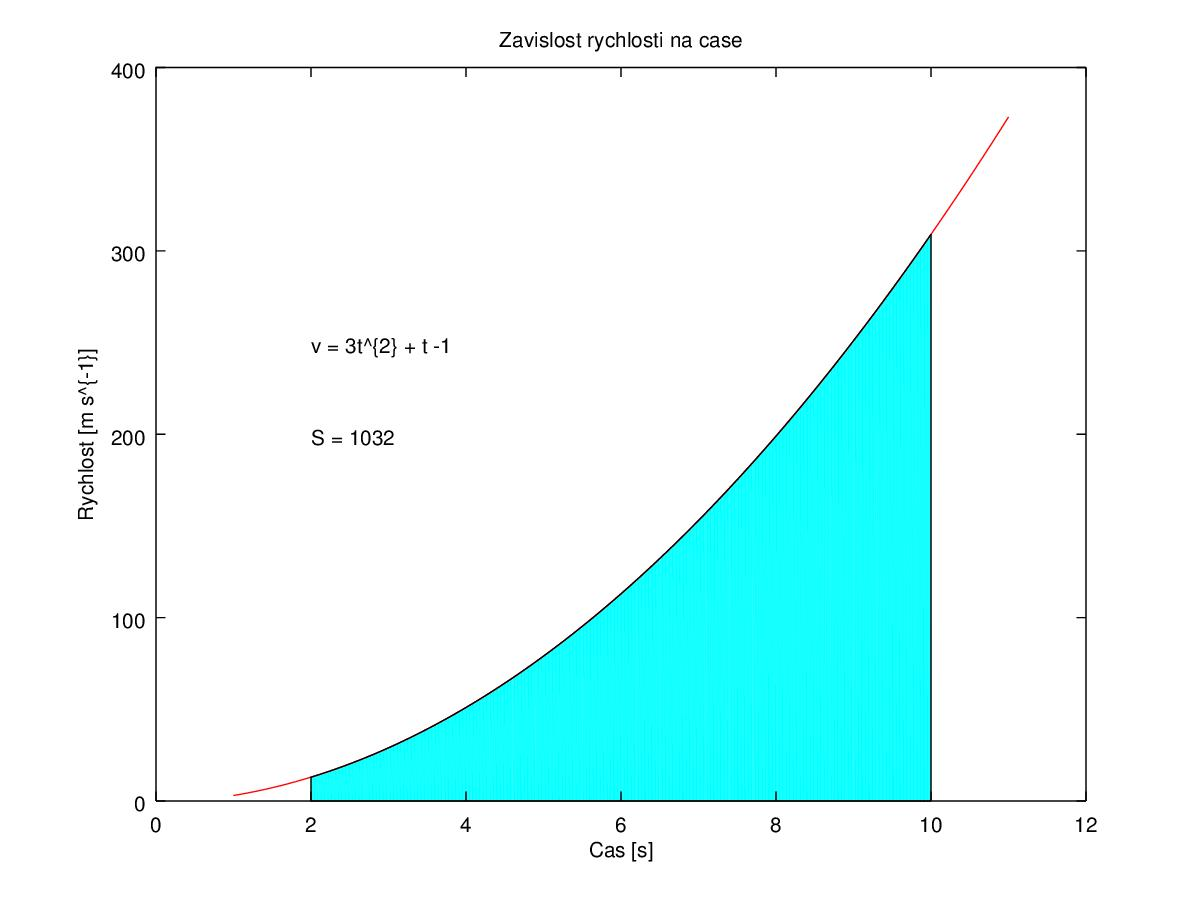 Zavislost rychlosti na case
400
300
200
100
0
Rychlost [m s^{-1}]
v = 3t^{2} + t -1
S = 1032
0 2 4 6 8 10 12
Cas [s]